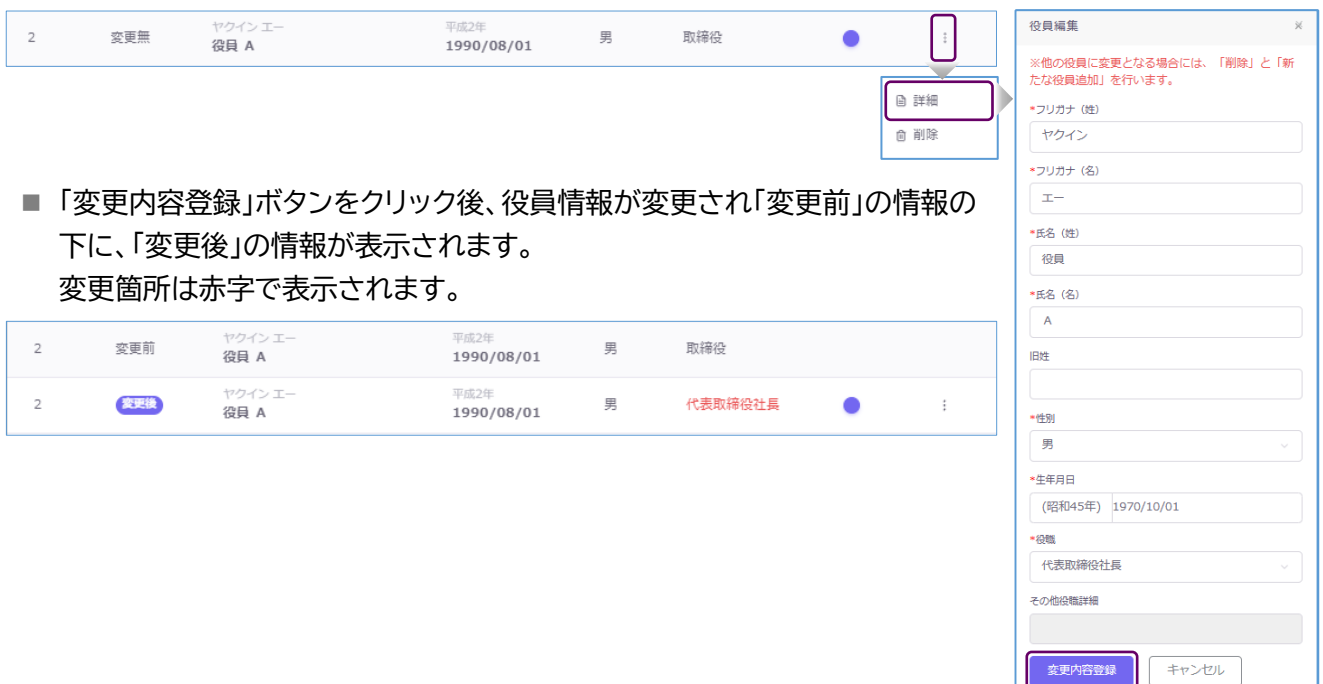 ヤクイン エー 平成2年
2 変更無 役員 A 1990/08/01 男 取締役
詳細
削除
■ 「変更内容登録」ボタンをクリック後、役員情報が変更され「変更前」の情報の
下に、「変更後」の情報が表示されます。
変更箇所は赤字で表示されます。
ヤクイン エー 平成2年
2 変更前 役員 A 1990/08/01 男 取締役
ヤクイン エー 平成2年
2 変更後 役員 A 1990/08/01 男 代表取締役社長
役員編集 ×
※他の役員に変更となる場合には、「削除」と「新
たな役員追加」を行います。
*フリガナ（姓）
ヤクイン
*フリガナ（名）
エー
*氏名（姓）
役員
*氏名（名）
A
旧姓
*性別
男
*生年月日
(昭和45年) 1970/10/01
*役職
代表取締役社長
その他役職詳細
変更内容登録 キャンセル